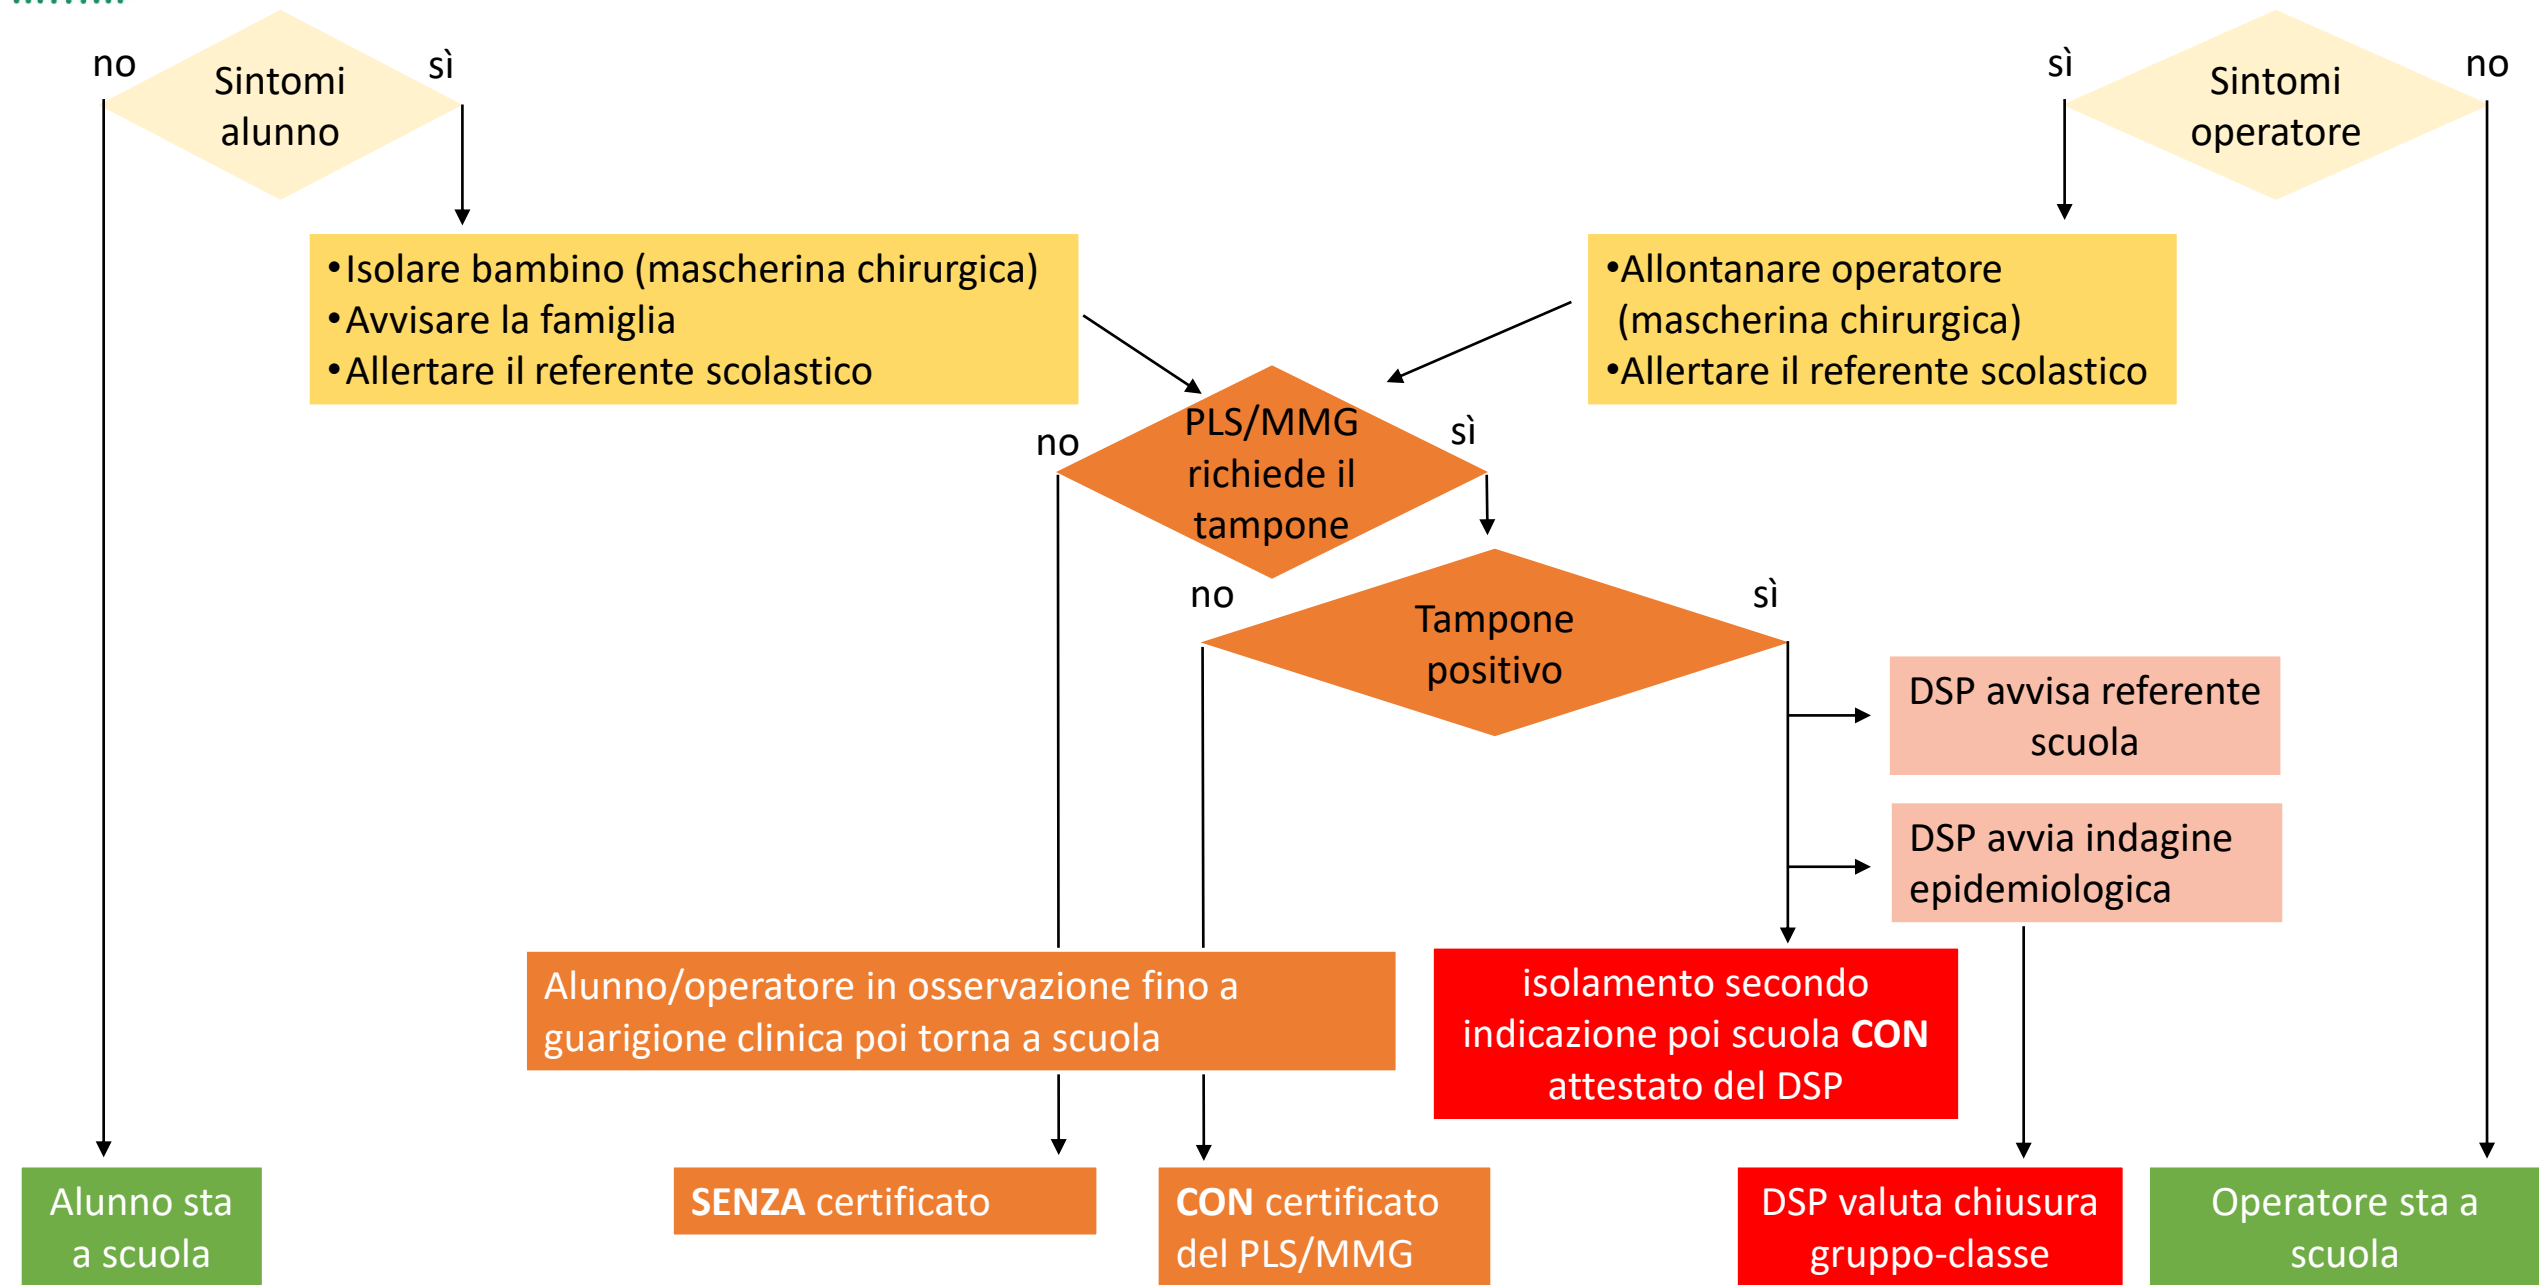 no
Sintomi
alunno
sì
sì
Sintomi
operatore
no
•Isolare bambino (mascherina chirurgica)
•Avvisare la famiglia
•Allertare il referente scolastico
•Allontanare operatore
(mascherina chirurgica)
•Allertare il referente scolastico
no
PLS/MMG
richiede il
tampone
sì
no
Tampone
positivo
sì
DSP avvisa referente
scuola
DSP avvia indagine
epidemiologica
Alunno/operatore in osservazione fino a
guarigione clinica poi torna a scuola
isolamento secondo
indicazione poi scuola CON
attestato del DSP
Alunno sta
a scuola
SENZA certificato
CON certificato
del PLS/MMG
DSP valuta chiusura
gruppo-classe
Operatore sta a
scuola